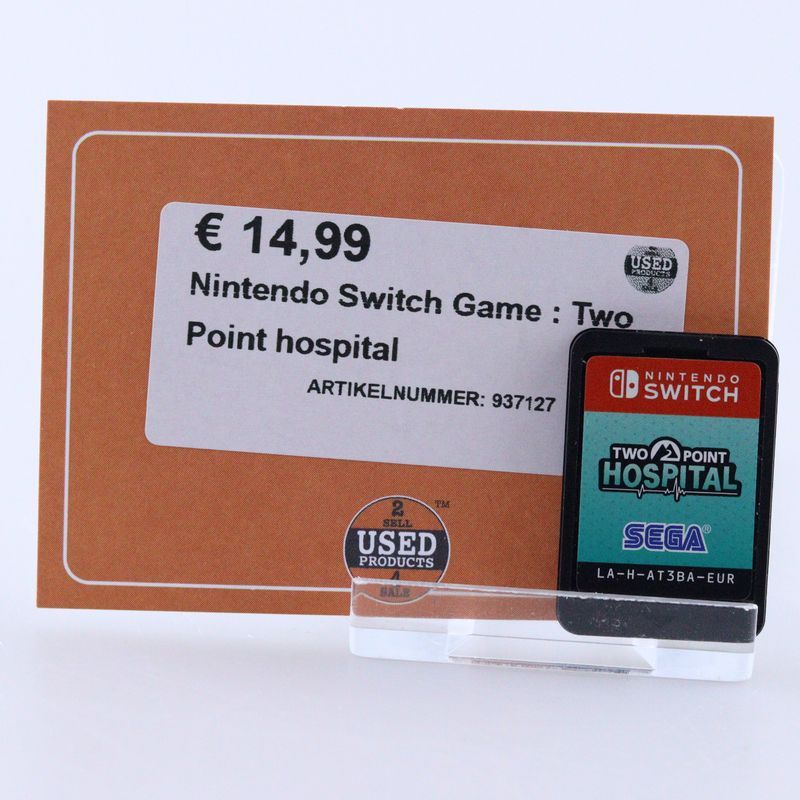 € 14,99
USED
PRODUCTS
Nintendo Switch Game : Two
Point hospital
ARTIKELNUMMER: 937127
2
SELL
USED
PRODUCTS
4
SALE
TM
NINTENDO
SWITCH
TWO POINT
HOSPITAL
SEGA®
LA-H-AT3BA-EUR